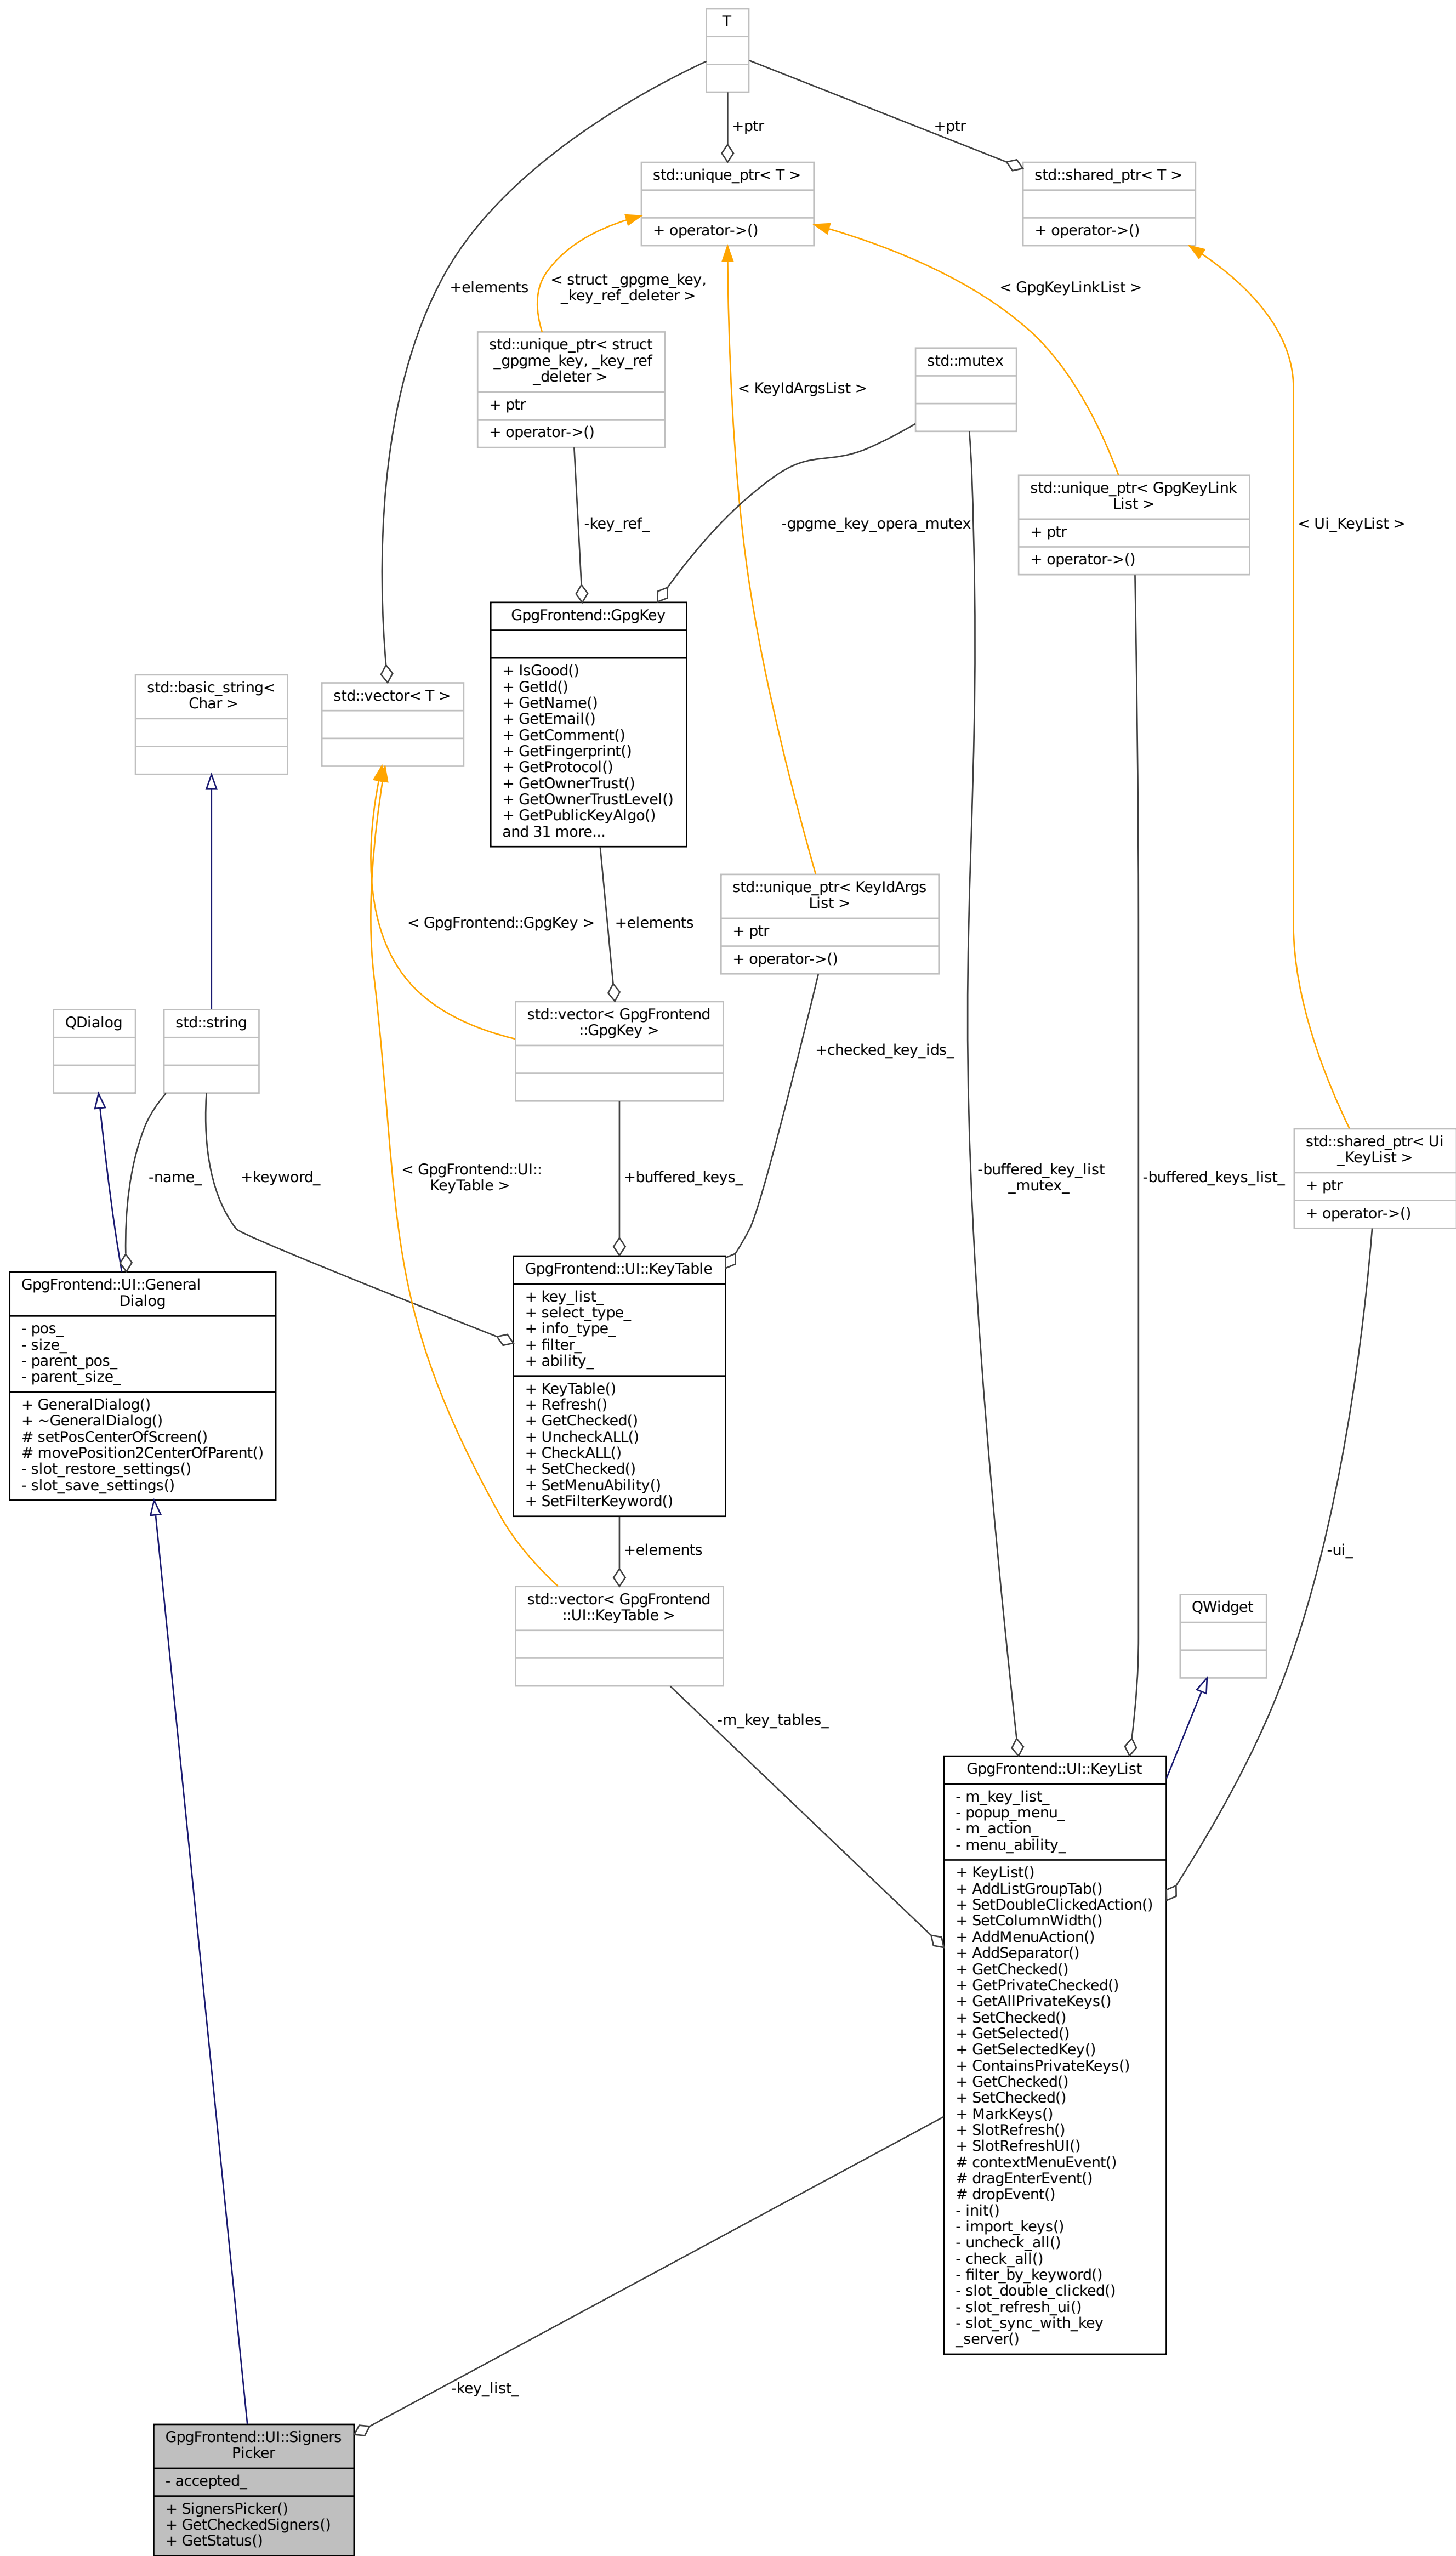 T
+ptr
+ptr
std::unique_ptr< T >
+ operator->()
std::shared_ptr< T >
+ operator->()
+elements
< struct _gpgme_key,
_key_ref_deleter >
< GpgKeyLinkList >
std::unique_ptr< struct
_gpgme_key, _key_ref
_deleter >
+ ptr
+ operator->()
std::mutex
< KeyIdArgsList >
std::unique_ptr< GpgKeyLink
List >
+ ptr
+ operator->()
-key_ref_
-gpgme_key_opera_mutex
< Ui_KeyList >
GpgFrontend::GpgKey
+ IsGood()
+ GetId()
+ GetName()
+ GetEmail()
+ GetComment()
+ GetFingerprint()
+ GetProtocol()
+ GetOwnerTrust()
+ GetOwnerTrustLevel()
+ GetPublicKeyAlgo()
and 31 more...
std::basic_string<
Char >
std::vector< T >
std::unique_ptr< KeyIdArgs
List >
+ ptr
+ operator->()
< GpgFrontend::GpgKey >
+elements
QDialog
std::string
std::vector< GpgFrontend
::GpgKey >
+checked_key_ids_
std::shared_ptr< Ui
_KeyList >
+ ptr
+ operator->()
-name_
+keyword_
< GpgFrontend::UI::
KeyTable >
+buffered_keys_
-buffered_key_list
_mutex_
-buffered_keys_list_
GpgFrontend::UI::General
Dialog
- pos_
- size_
- parent_pos_
- parent_size_
+ GeneralDialog()
+ ~GeneralDialog()
# setPosCenterOfScreen()
# movePosition2CenterOfParent()
- slot_restore_settings()
- slot_save_settings()
GpgFrontend::UI::KeyTable
+ key_list_
+ select_type_
+ info_type_
+ filter_
+ ability_
+ KeyTable()
+ Refresh()
+ GetChecked()
+ UncheckALL()
+ CheckALL()
+ SetChecked()
+ SetMenuAbility()
+ SetFilterKeyword()
+elements
-ui_
std::vector< GpgFrontend
::UI::KeyTable >
QWidget
-m_key_tables_
GpgFrontend::UI::KeyList
- m_key_list_
- popup_menu_
- m_action_
- menu_ability_
+ KeyList()
+ AddListGroupTab()
+ SetDoubleClickedAction()
+ SetColumnWidth()
+ AddMenuAction()
+ AddSeparator()
+ GetChecked()
+ GetPrivateChecked()
+ GetAllPrivateKeys()
+ SetChecked()
+ GetSelected()
+ GetSelectedKey()
+ ContainsPrivateKeys()
+ GetChecked()
+ SetChecked()
+ MarkKeys()
+ SlotRefresh()
+ SlotRefreshUI()
# contextMenuEvent()
# dragEnterEvent()
# dropEvent()
- init()
- import_keys()
- uncheck_all()
- check_all()
- filter_by_keyword()
- slot_double_clicked()
- slot_refresh_ui()
- slot_sync_with_key
_server()
-key_list_
GpgFrontend::UI::Signers
Picker
- accepted_
+ SignersPicker()
+ GetCheckedSigners()
+ GetStatus()